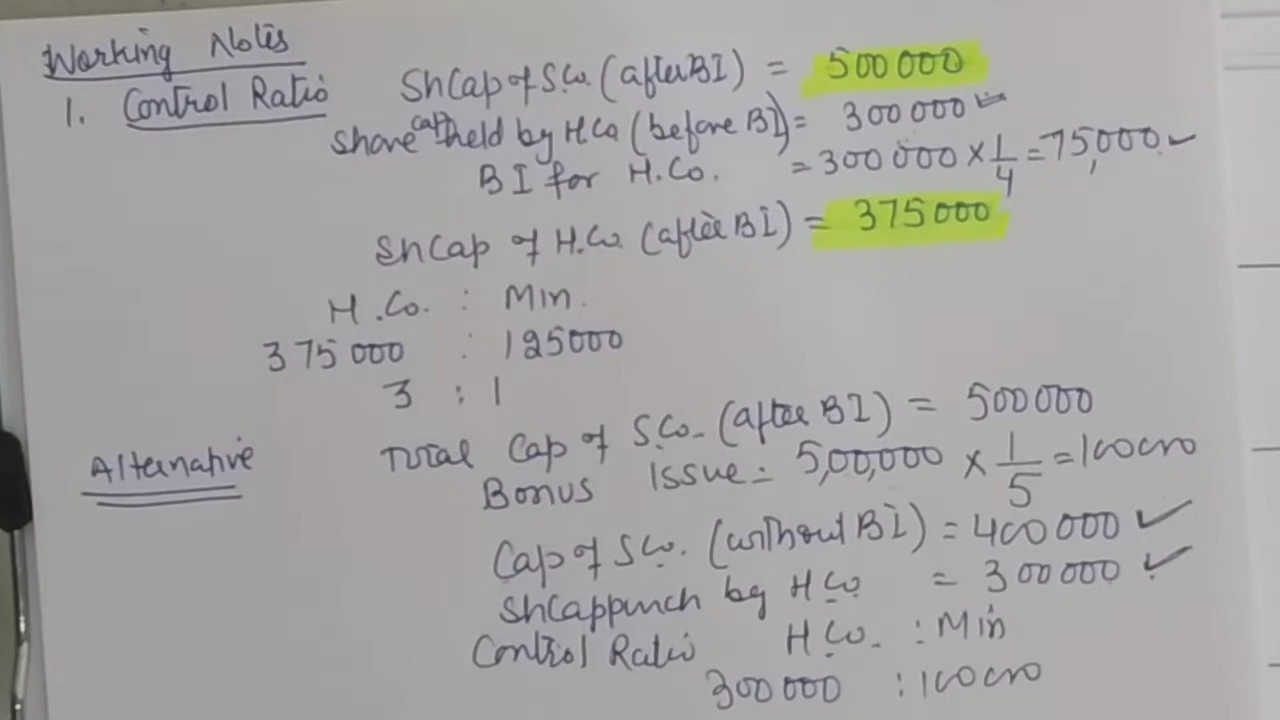 Working Notes
1. Control Ratio
ShCap of S.Co. (after BI) = 500000
Share cap held by H.Co (before BI) = 300000
BI for H.Co. = 300000 × 1/4 = 75,000
ShCap of H.Co. (after BI) = 375000
H.Co. : Min.
375000 : 125000
3 : 1
Alternative
Total Cap of S.Co. (after BI) = 500000
Bonus Issue = 5,00,000 × 1/5 = 100000
Cap of S.Co. (without BI) = 400000
Shcap purch by H Co = 300000
Control Ratio H Co. : Min
300000 : 100000